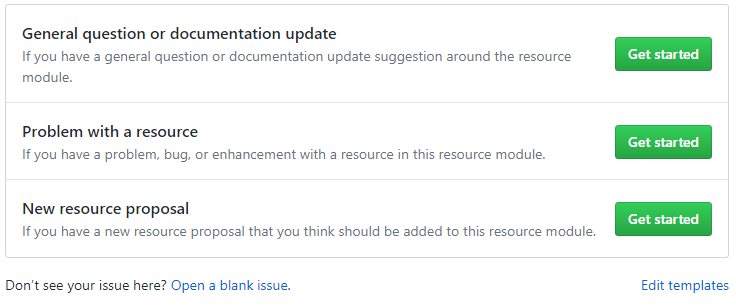 General question or documentation update
If you have a general question or documentation update suggestion around the resource
module.
Get started
Problem with a resource
If you have a problem, bug, or enhancement with a resource in this resource module.
Get started
New resource proposal
If you have a new resource proposal that you think should be added to this resource module.
Get started
Don’t see your issue here? Open a blank issue.
Edit templates